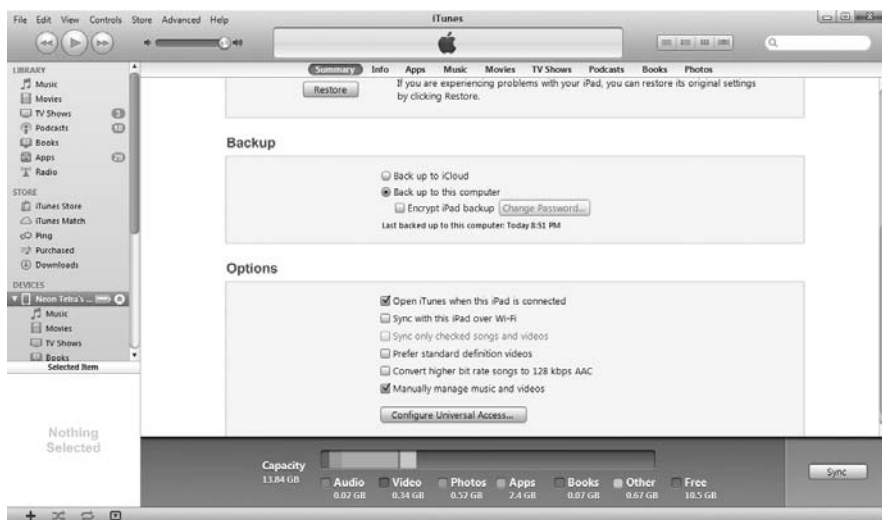 iTunes
File Edit View Controls Store Advanced Help
Summary Info Apps Music Movies TV Shows Podcasts Books Photos
Restore
If you are experiencing problems with your iPad, you can restore its original settings
by clicking Restore.
LIBRARY
Music
Movies
TV Shows 3
Podcasts
Books
Apps
Radio
STORE
iTunes Store
iTunes Match
Ping
Purchased
Downloads
DEVICES
Neon Tetra's ...
Music
Movies
TV Shows
Books
Selected Item
Nothing
Selected
Backup
Back up to iCloud
Back up to this computer
Encrypt iPad backup Change Password...
Last backed up to this computer: Today 8:51 PM
Options
Open iTunes when this iPad is connected
Sync with this iPad over Wi-Fi
Sync only checked songs and videos
Prefer standard definition videos
Convert higher bit rate songs to 128 kbps AAC
Manually manage music and videos
Configure Universal Access...
Capacity
13.84 GB
Audio Video Photos Apps Books Other Free
0.02 GB 0.34 GB 0.52 GB 2.4 GB 0.07 GB 0.67 GB 10.5 GB
Sync